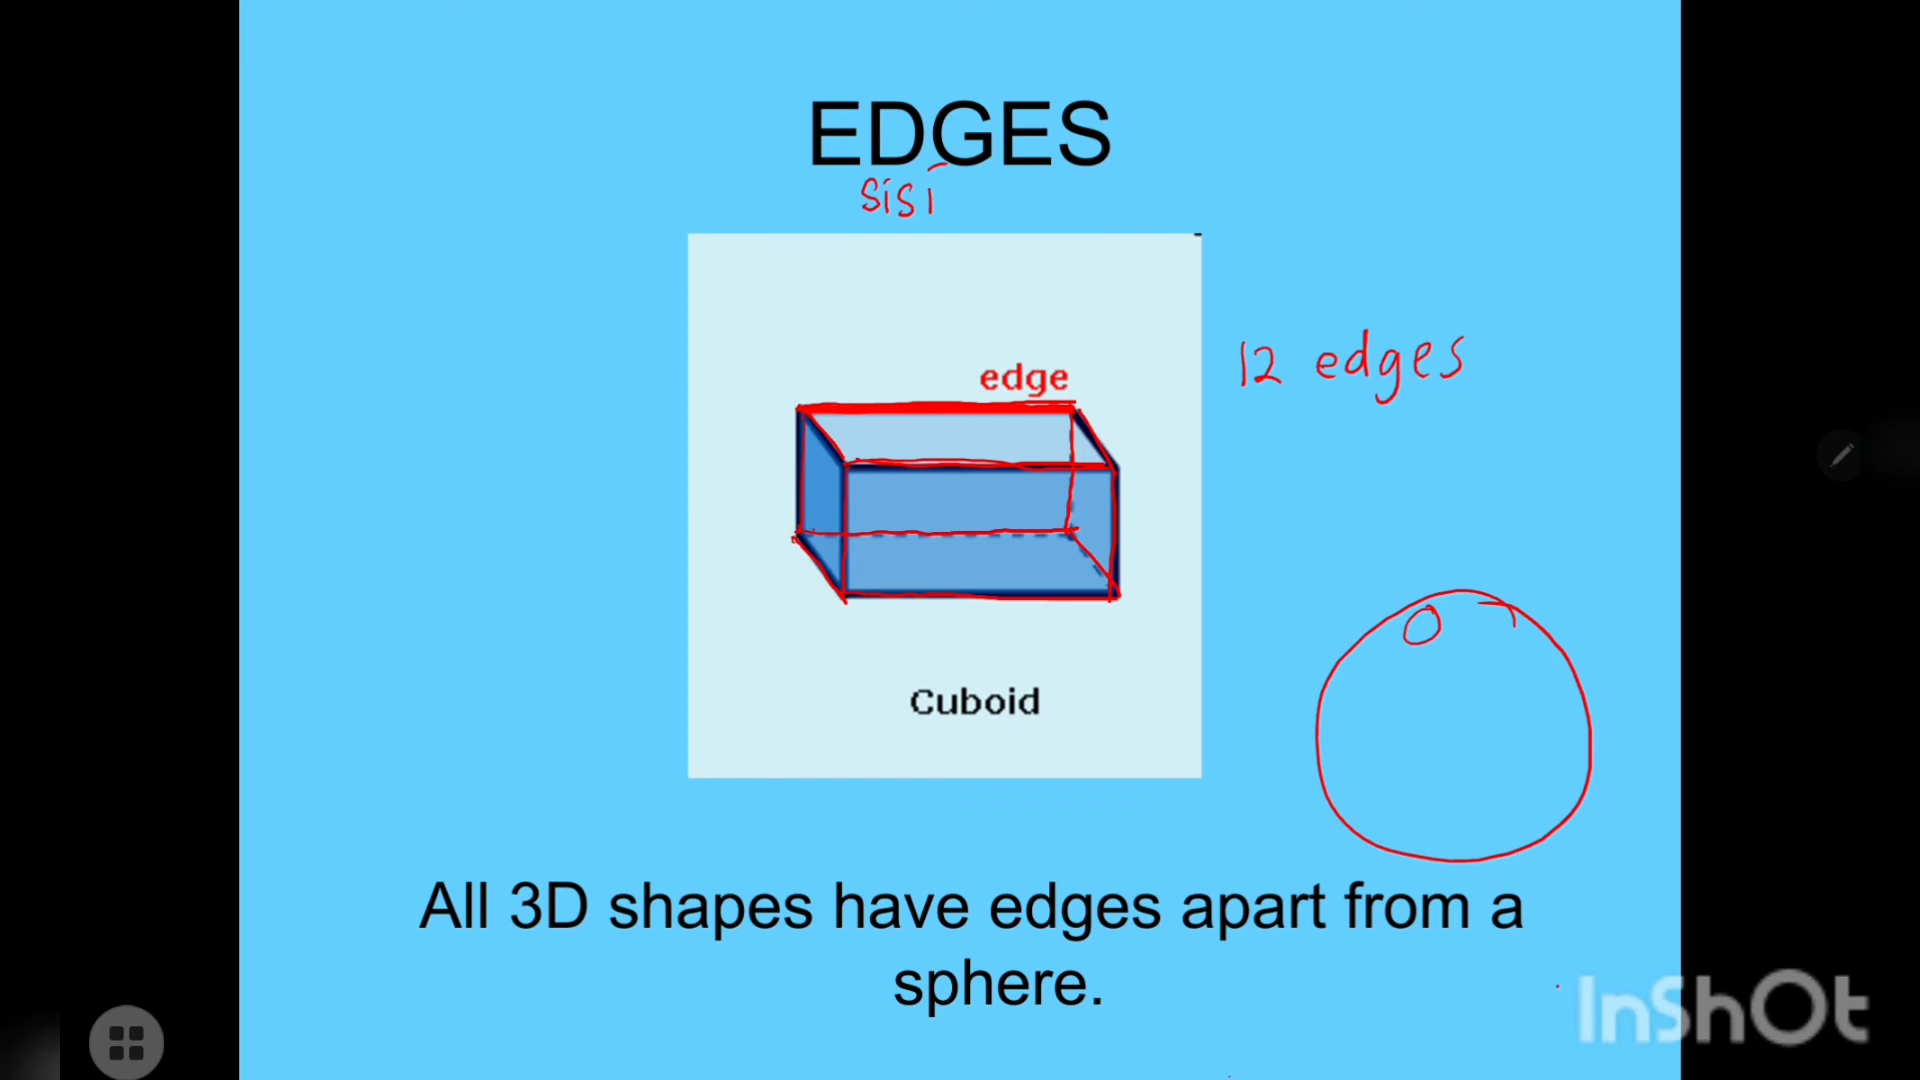 EDGES
sisi
edge
12 edges
Cuboid
All 3D shapes have edges apart from a
sphere.
InShOt